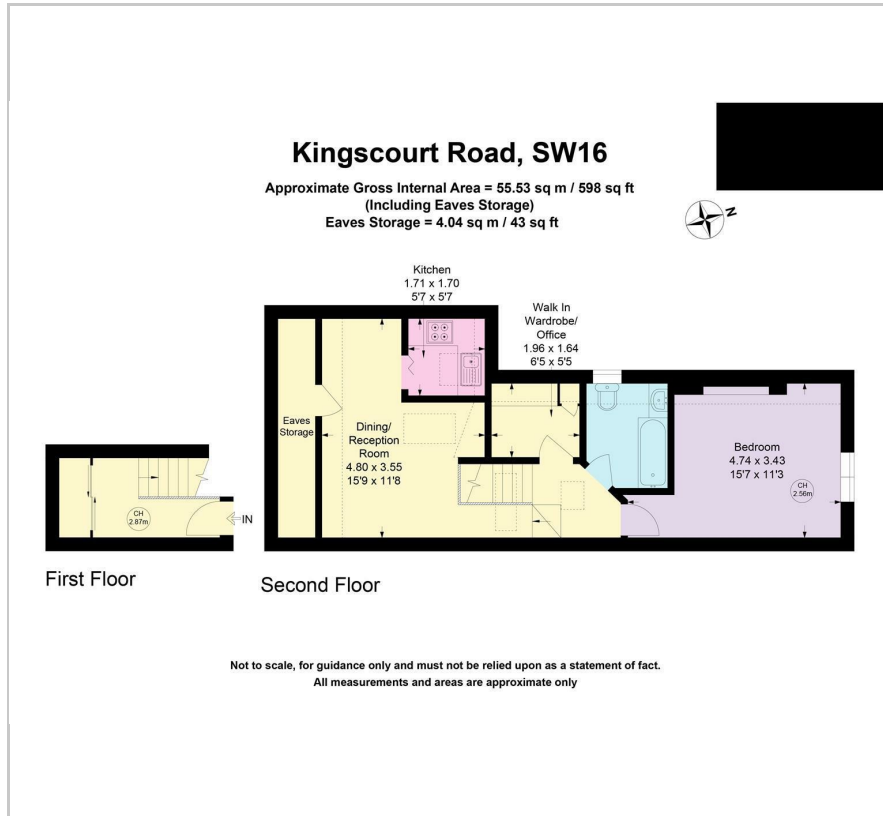 Kingscourt Road, SW16
Approximate Gross Internal Area = 55.53 sq m / 598 sq ft
(Including Eaves Storage)
Eaves Storage = 4.04 sq m / 43 sq ft
N
Kitchen
1.71 x 1.70
5'7 x 5'7
Walk In
Wardrobe/
Office
1.96 x 1.64
6'5 x 5'5
Eaves
Storage
Dining/
Reception
Room
4.80 x 3.55
15'9 x 11'8
Bedroom
4.74 x 3.43
15'7 x 11'3
CH
2.56m
CH
2.87m
IN
First Floor
Second Floor
Not to scale, for guidance only and must not be relied upon as a statement of fact.
All measurements and areas are approximate only